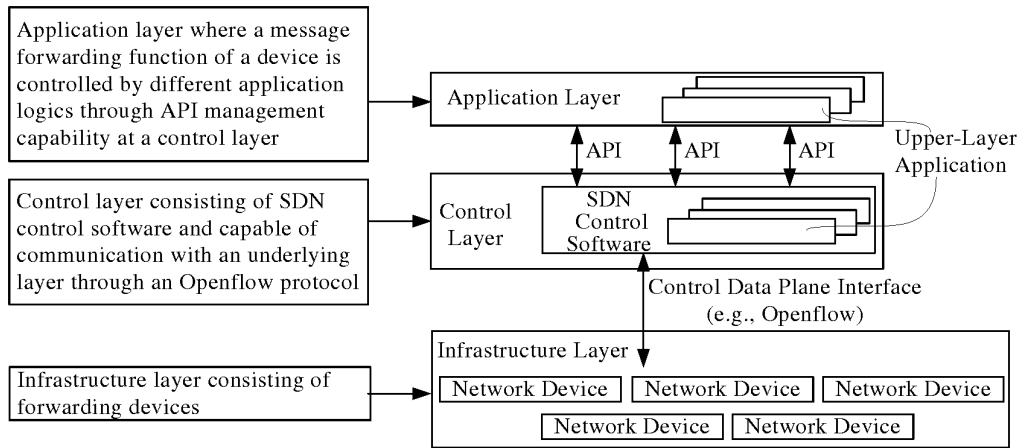 Application layer where a message
forwarding function of a device is
controlled by different application
logics through API management
capability at a control layer
Application Layer
API
API
API
Upper-Layer
Application
Control layer consisting of SDN
control software and capable of
communication with an underlying
layer through an Openflow protocol
Control
Layer
SDN
Control
Software
Control Data Plane Interface
(e.g., Openflow)
Infrastructure layer consisting of
forwarding devices
Infrastructure Layer
Network Device
Network Device
Network Device
Network Device
Network Device